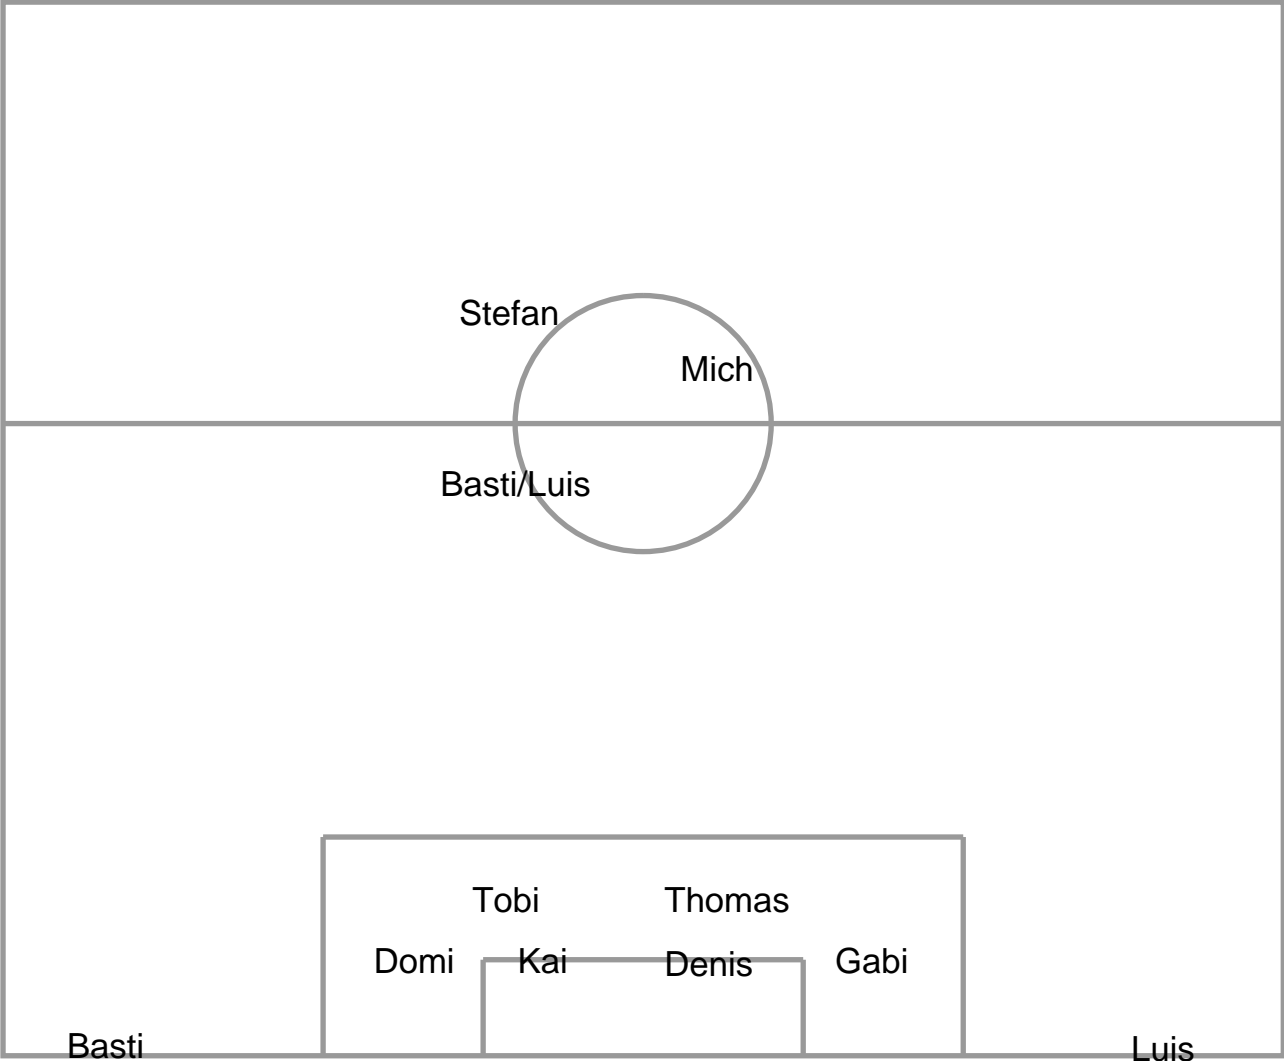 Stefan
Mich
Basti/Luis
Tobi Thomas
Domi Kai Denis Gabi
Basti Luis